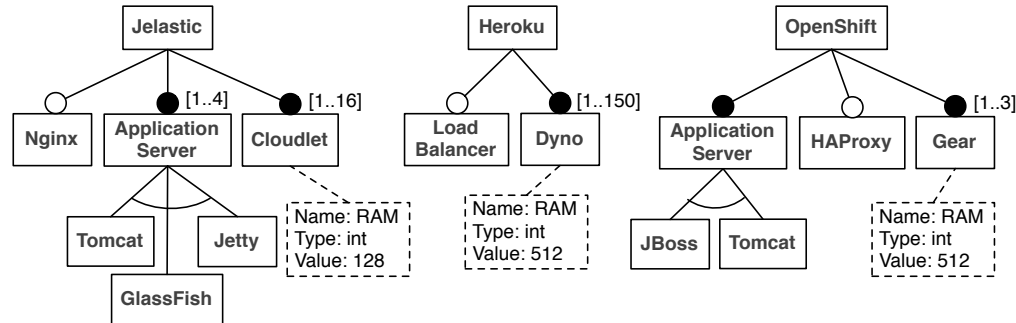 Jelastic
Nginx
[1..4]
Application
Server
[1..16]
Cloudlet
Tomcat
GlassFish
Jetty
Name: RAM
Type: int
Value: 128
Heroku
Load
Balancer
[1..150]
Dyno
Name: RAM
Type: int
Value: 512
OpenShift
Application
Server
HAProxy
[1..3]
Gear
JBoss
Tomcat
Name: RAM
Type: int
Value: 512